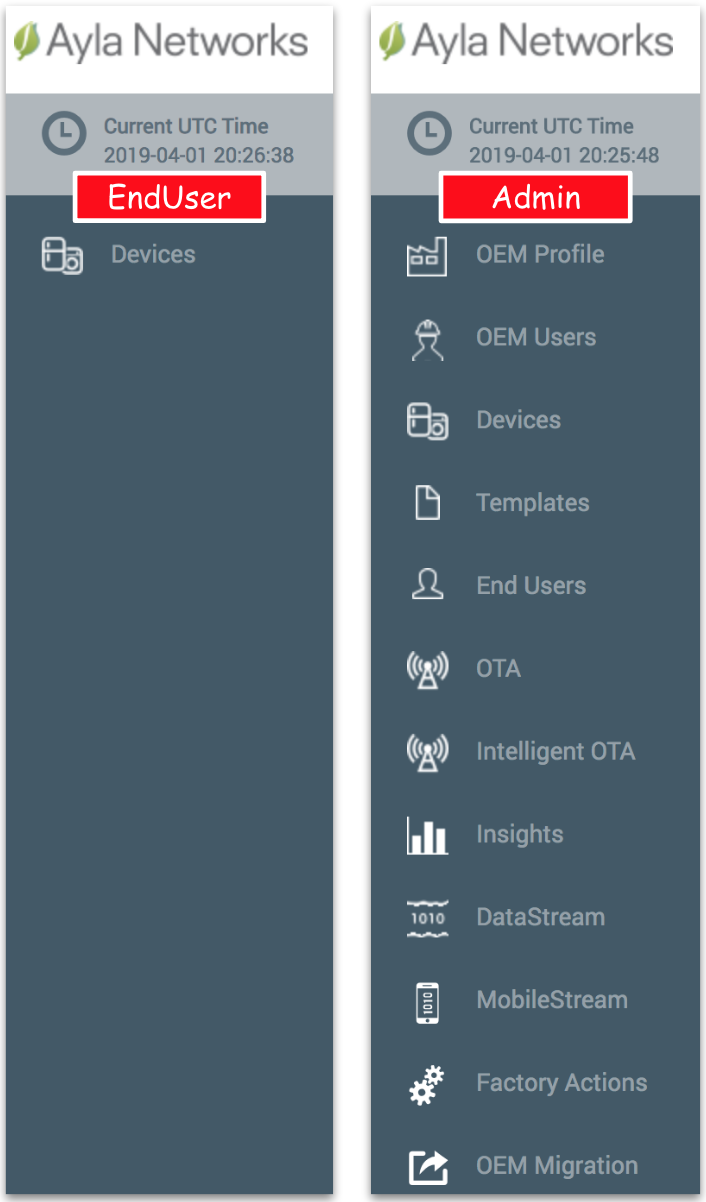 Ayla Networks
Current UTC Time
2019-04-01 20:26:38
EndUser
Devices
Ayla Networks
Current UTC Time
2019-04-01 20:25:48
Admin
OEM Profile
OEM Users
Devices
Templates
End Users
OTA
Intelligent OTA
Insights
1010
DataStream
1010
MobileStream
Factory Actions
OEM Migration